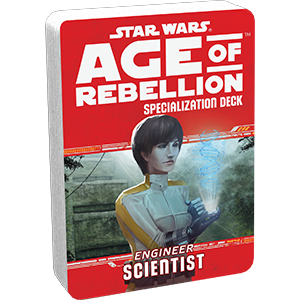 STAR WARS
AGE OF
REBELLION
SPECIALIZATION DECK
ENGINEER
SCIENTIST